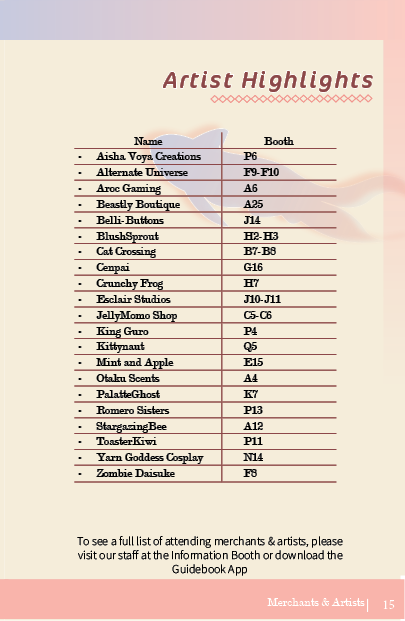 Artist Highlights
Name Booth
- Aisha Voya Creations P6
- Alternate Universe F9-F10
- Aroc Gaming A6
- Beastly Boutique A25
- Belli-Buttons J14
- BlushSprout H2-H3
- Cat Crossing B7-B8
- Cenpai G16
- Crunchy Frog H7
- Esclair Studios J10-J11
- JellyMomo Shop C5-C6
- King Guro P4
- Kittynaut Q5
- Mint and Apple E15
- Otaku Scents A4
- PalatteGhost K7
- Romero Sisters P13
- StargazingBee A12
- ToasterKiwi P11
- Yarn Goddess Cosplay N14
- Zombie Daisuke F8
To see a full list of attending merchants & artists, please
visit our staff at the Information Booth or download the
Guidebook App
Merchants & Artists| 15